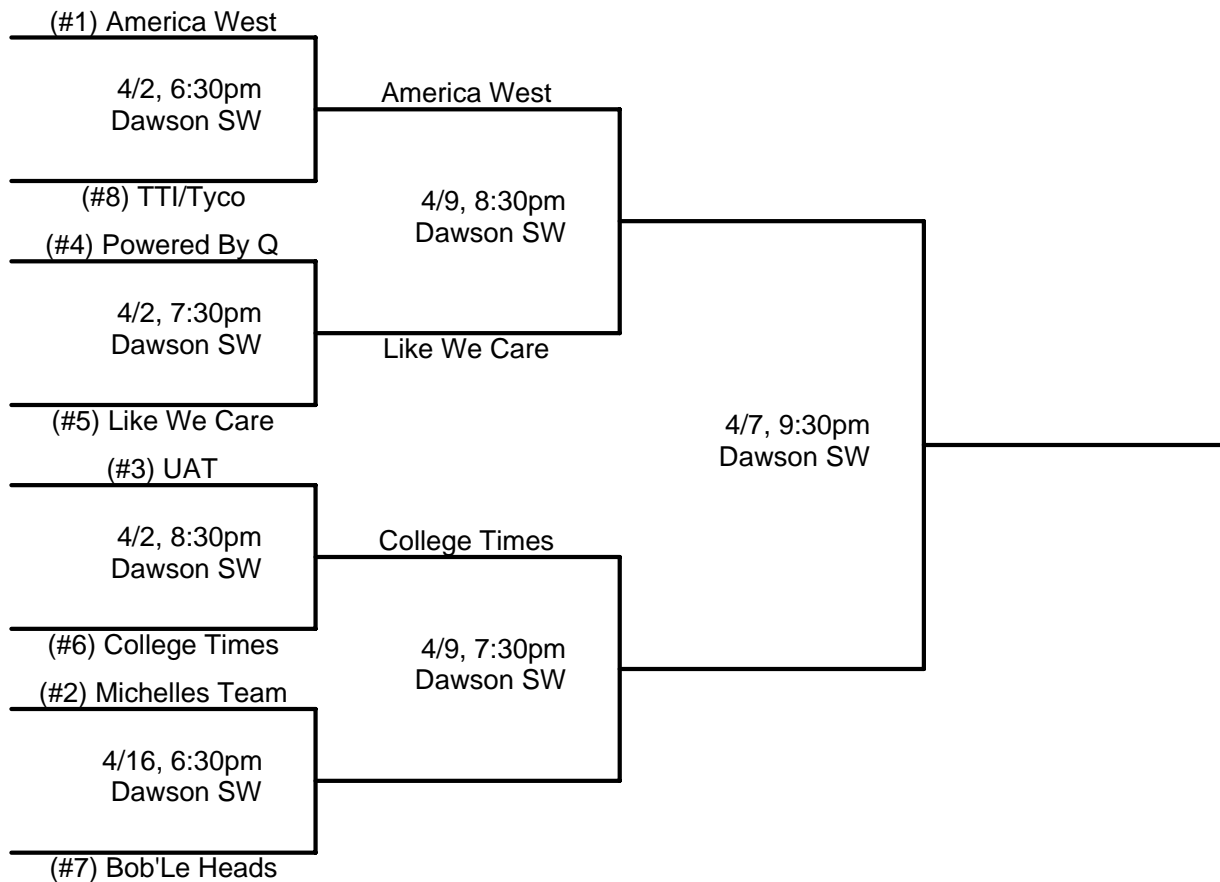 (#1) America West
4/2, 6:30pm
Dawson SW
America West
(#8) TTI/Tyco
4/9, 8:30pm
Dawson SW
(#4) Powered By Q
4/2, 7:30pm
Dawson SW
Like We Care
(#5) Like We Care
4/7, 9:30pm
Dawson SW
(#3) UAT
4/2, 8:30pm
Dawson SW
College Times
(#6) College Times
4/9, 7:30pm
Dawson SW
(#2) Michelles Team
4/16, 6:30pm
Dawson SW
(#7) Bob'Le Heads